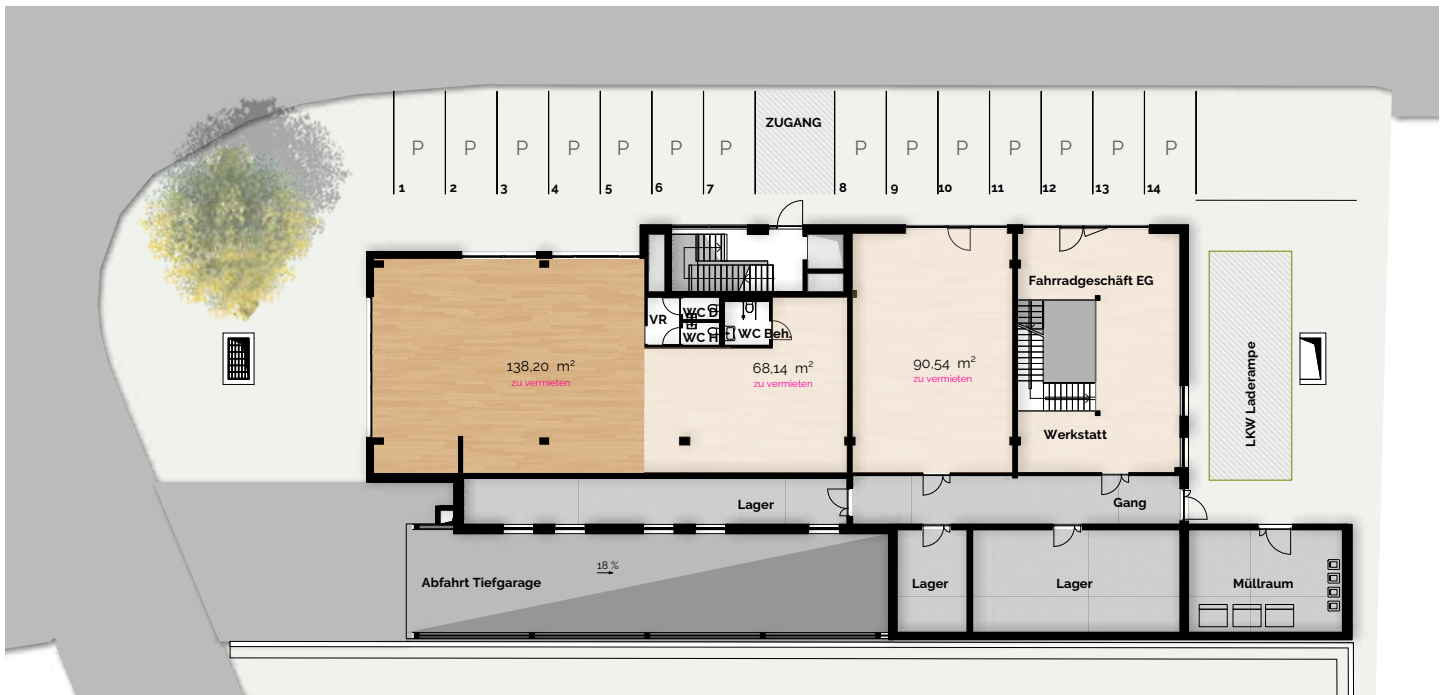 ZUGANG
P P P P P P P P P P P P P P
1 2 3 4 5 6 7 8 9 10 11 12 13 14
Fahrradgeschäft EG
VR
WC D
WC H
WC Beh.
138,20 m²
zu vermieten
68,14 m²
zu vermieten
90,54 m²
zu vermieten
Werkstatt
LKW Laderampe
Lager
Gang
Abfahrt Tiefgarage
18 %
Lager
Lager
Müllraum